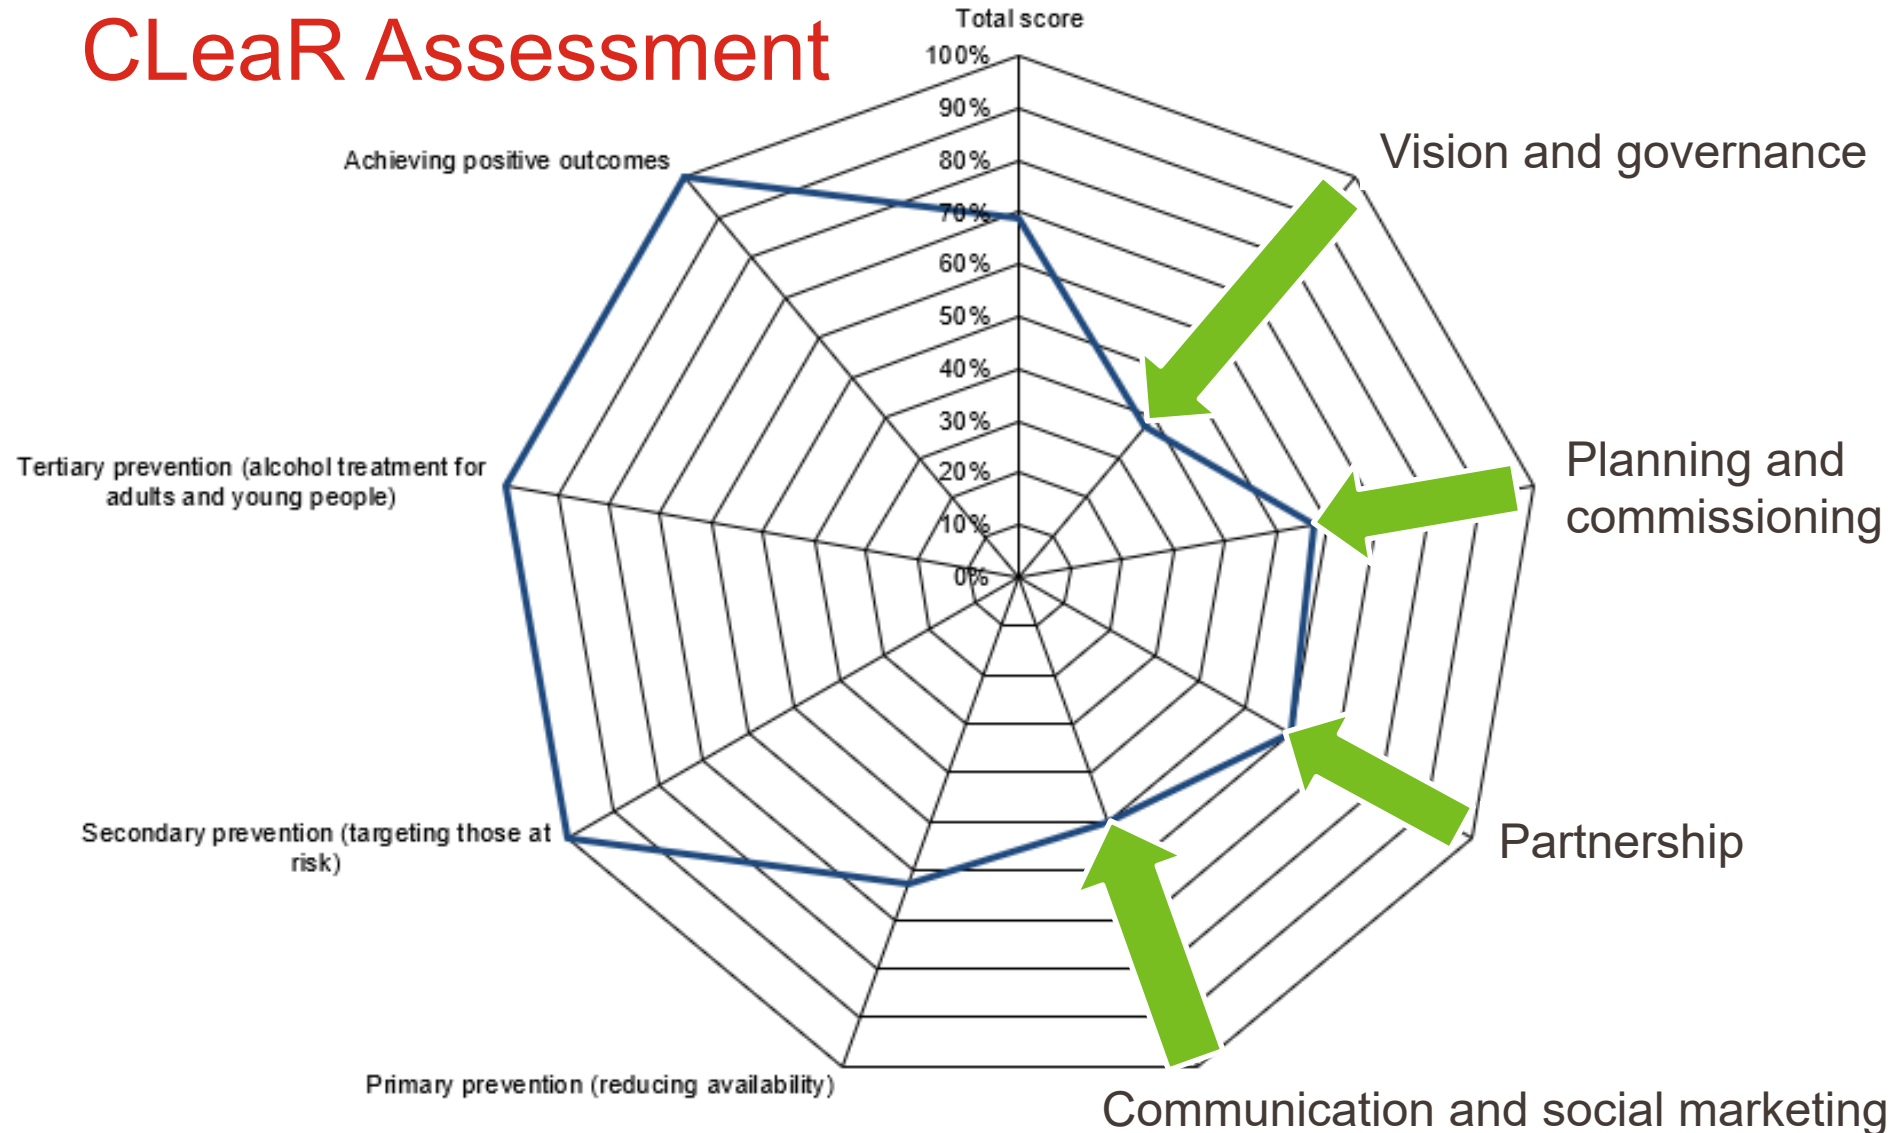 CLeaR Assessment
Total score
100%
90%
80%
70%
60%
50%
40%
30%
20%
10%
0%
Vision and governance
Planning and
commissioning
Partnership
Communication and social marketing
Primary prevention (reducing availability)
Secondary prevention (targeting those at
risk)
Tertiary prevention (alcohol treatment for
adults and young people)
Achieving positive outcomes